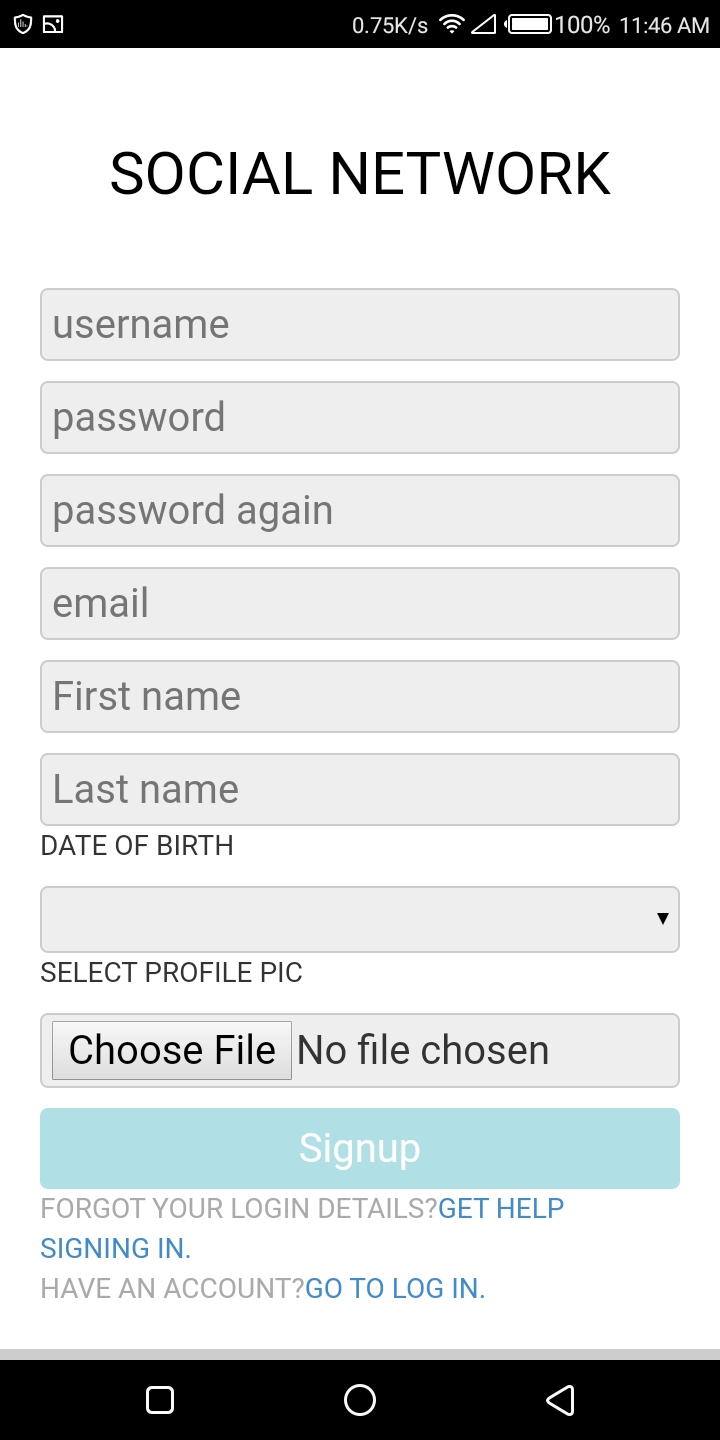 0.75K/s 100% 11:46 AM
SOCIAL NETWORK
username
password
password again
email
First name
Last name
DATE OF BIRTH
SELECT PROFILE PIC
Choose File No file chosen
Signup
FORGOT YOUR LOGIN DETAILS?GET HELP
SIGNING IN.
HAVE AN ACCOUNT?GO TO LOG IN.